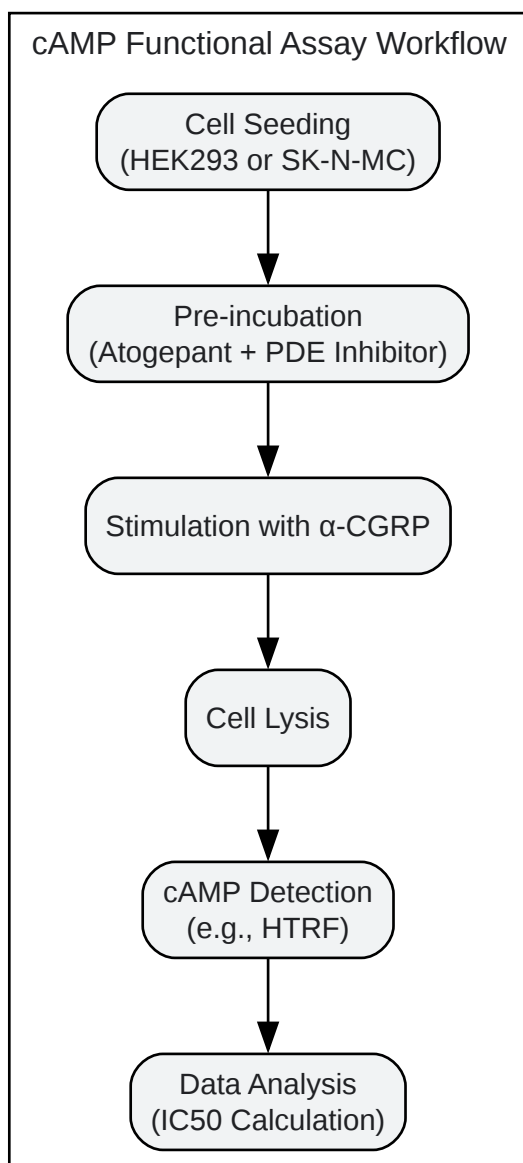 cAMP Functional Assay Workflow
Cell Seeding
(HEK293 or SK-N-MC)
Pre-incubation
(Atogepant + PDE Inhibitor)
Stimulation with α-CGRP
Cell Lysis
cAMP Detection
(e.g., HTRF)
Data Analysis
(IC50 Calculation)